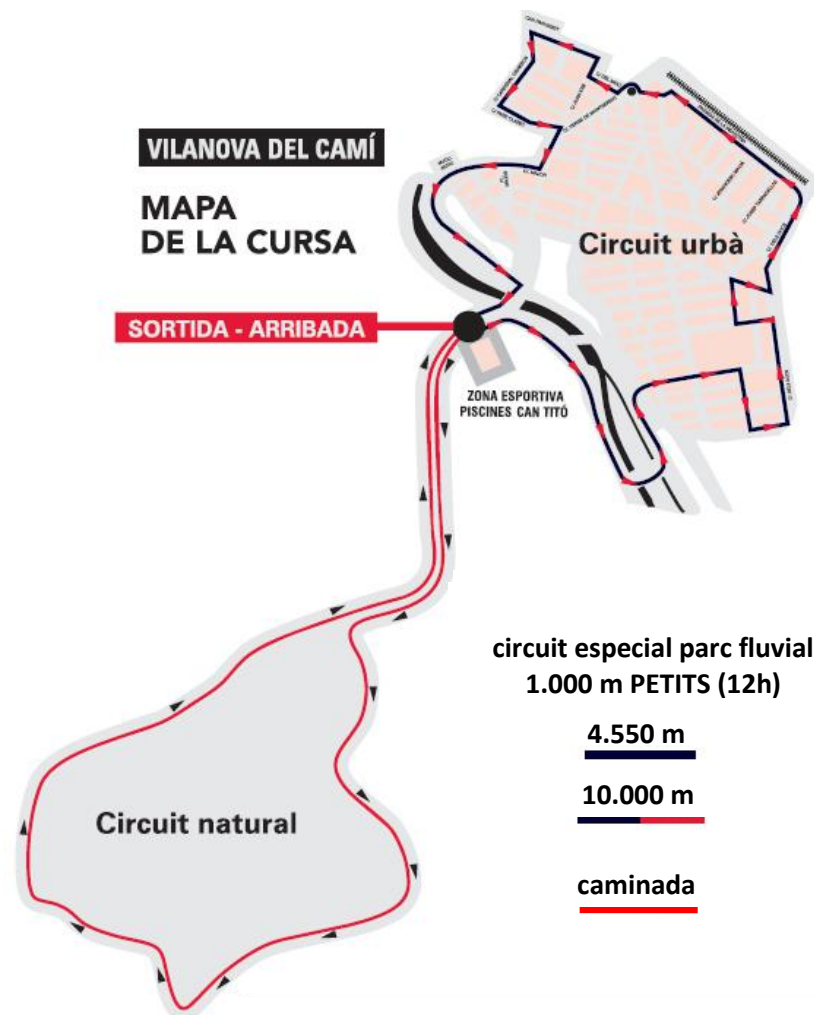 VILANOVA DEL CAMÍ
MAPA
DE LA CURSA
Circuit urbà
SORTIDA - ARRIBADA
ZONA ESPORTIVA
PISCINES CAN TITÓ
circuit especial parc fluvial
1.000 m PETITS (12h)
4.550 m
10.000 m
caminada
Circuit natural
C/ MAJOR